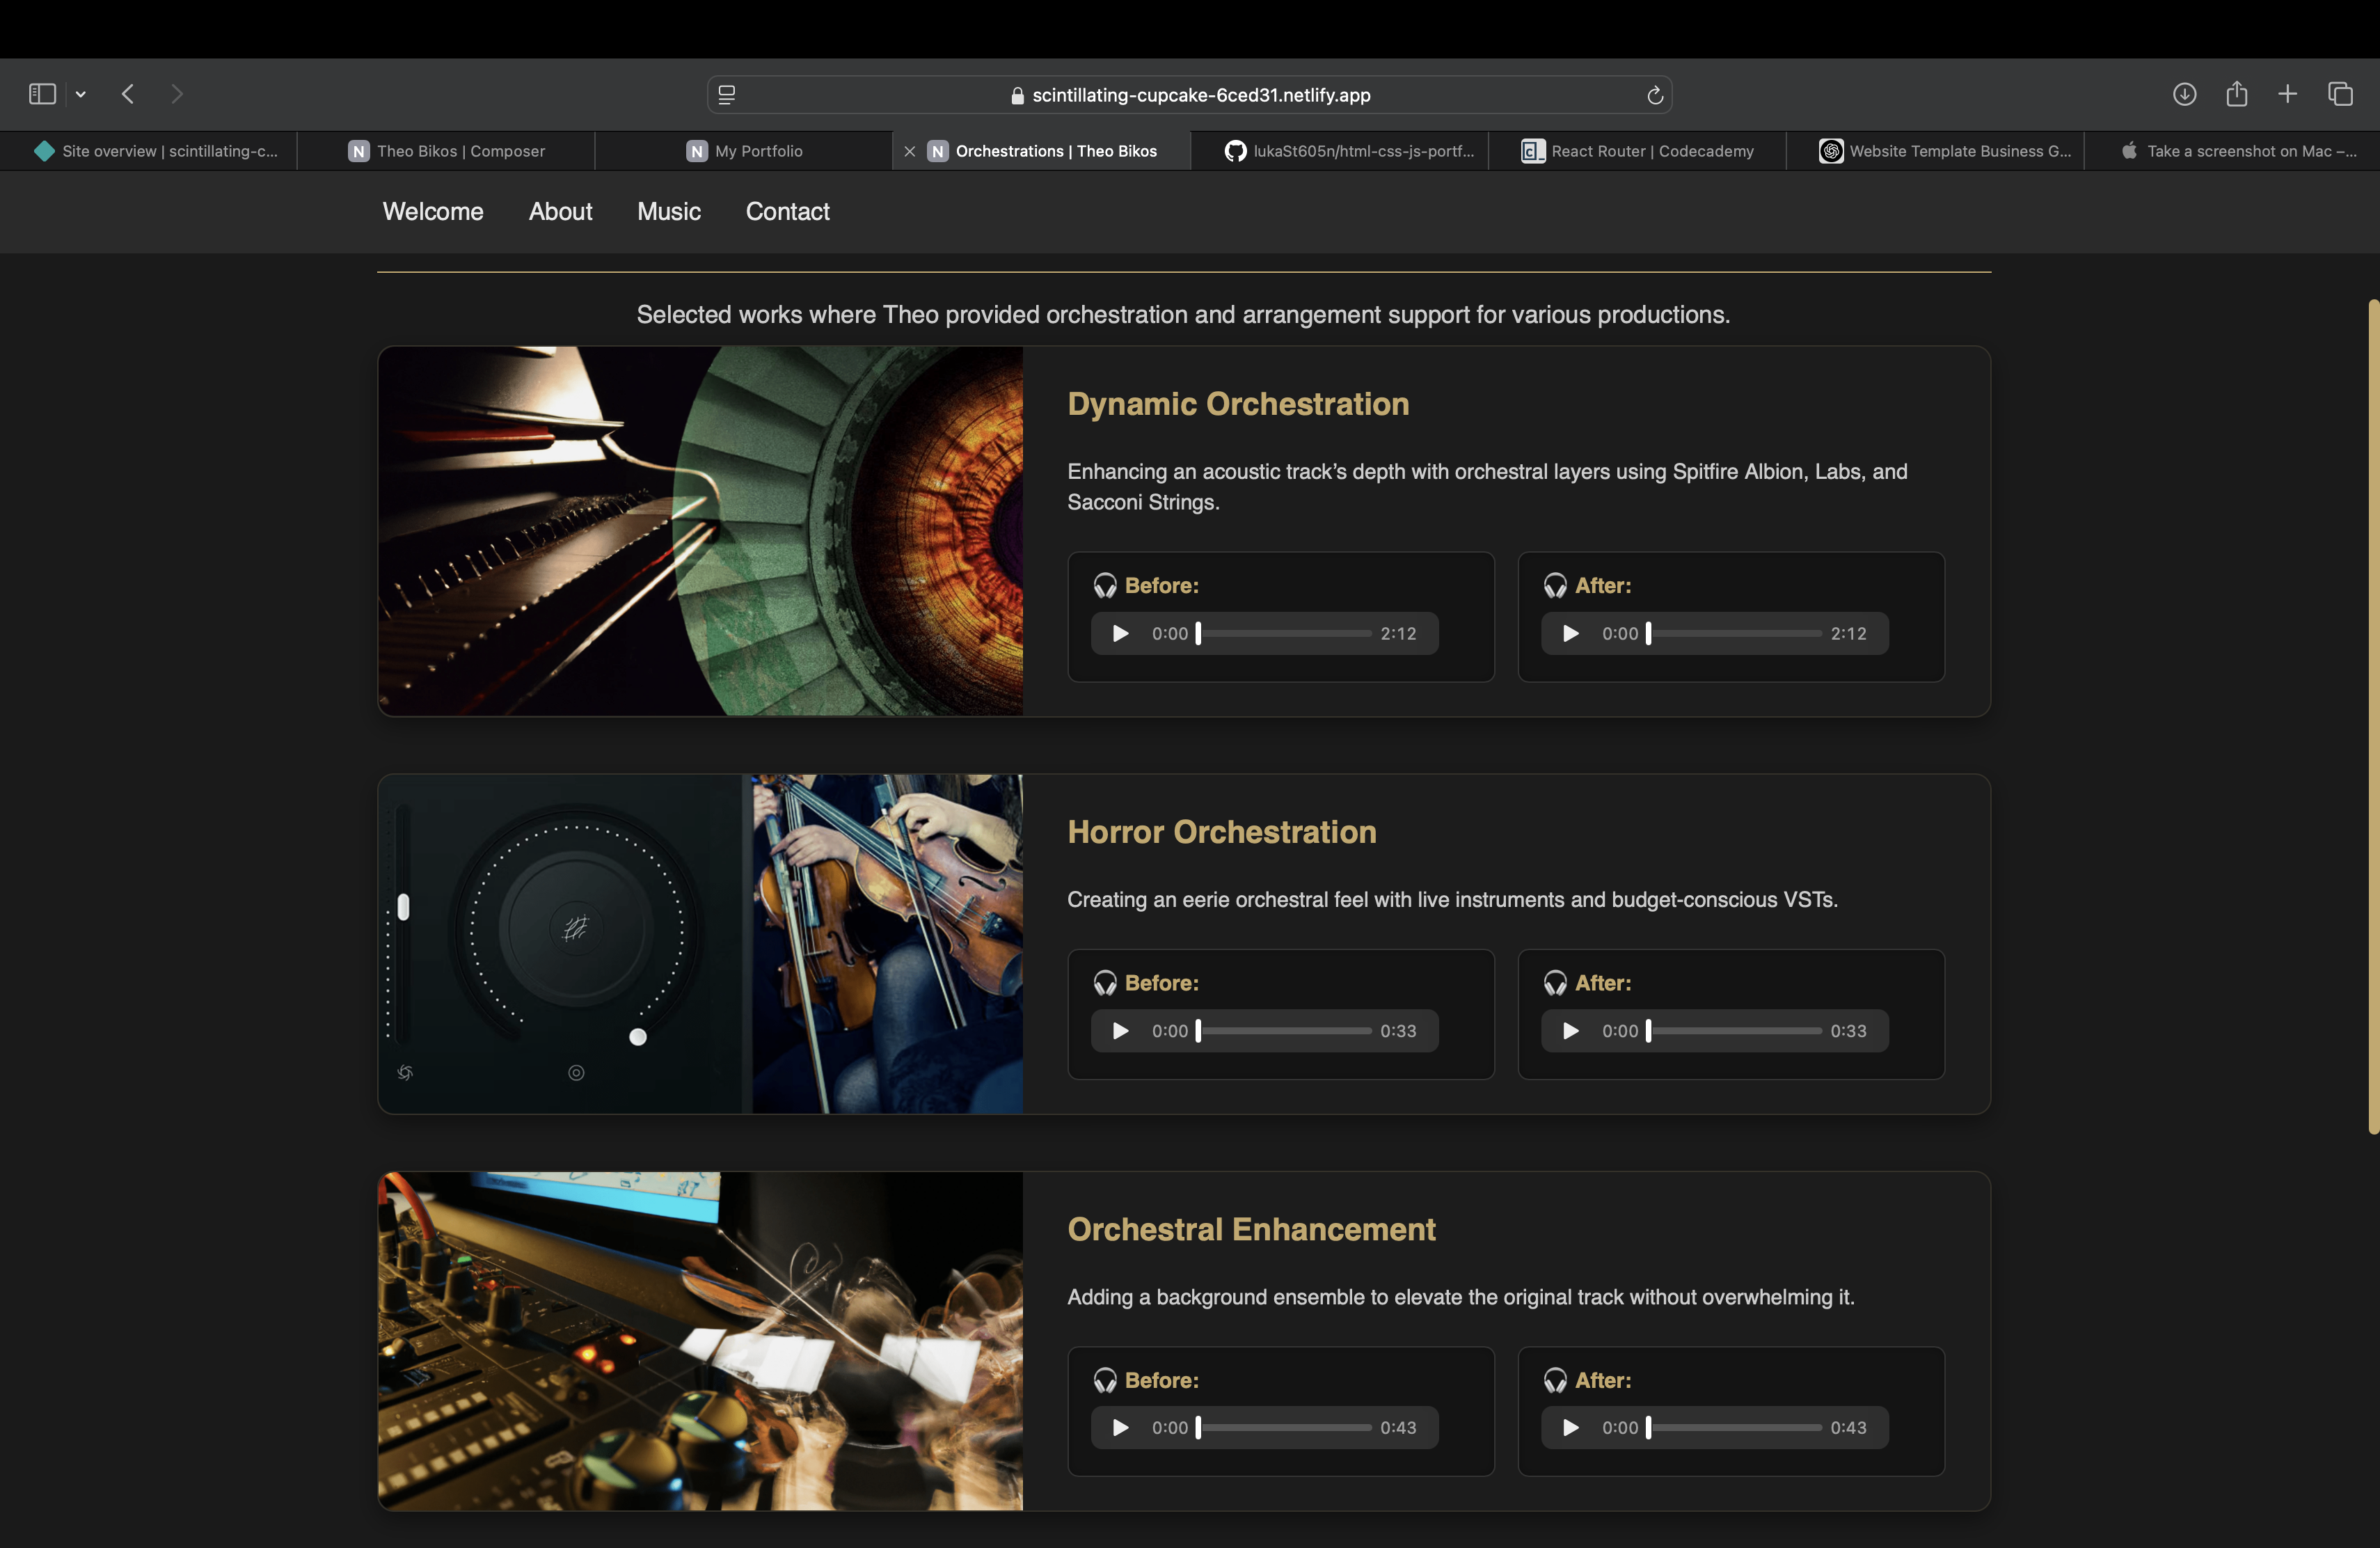 scintillating-cupcake-6ced31.netlify.app
Site overview | scintillating-c...
N Theo Bikos | Composer
N My Portfolio
N Orchestrations | Theo Bikos
lukaSt605n/html-css-js-portf...
React Router | Codecademy
Website Template Business G...
Take a screenshot on Mac –...
Welcome About Music Contact
Selected works where Theo provided orchestration and arrangement support for various productions.
Dynamic Orchestration
Enhancing an acoustic track’s depth with orchestral layers using Spitfire Albion, Labs, and
Sacconi Strings.
Before:
0:00 2:12
After:
0:00 2:12
Horror Orchestration
Creating an eerie orchestral feel with live instruments and budget-conscious VSTs.
Before:
0:00 0:33
After:
0:00 0:33
Orchestral Enhancement
Adding a background ensemble to elevate the original track without overwhelming it.
Before:
0:00 0:43
After:
0:00 0:43